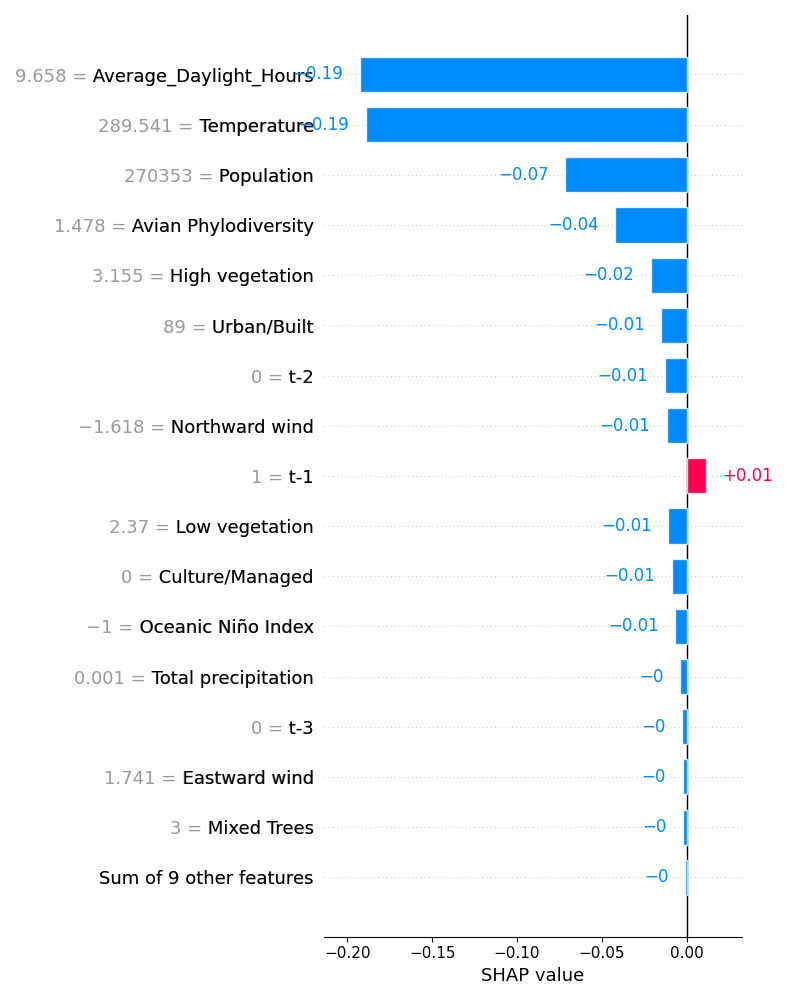 9.658 = Average_Daylight_Hours −0.19
289.541 = Temperature −0.19
270353 = Population −0.07
1.478 = Avian Phylodiversity −0.04
3.155 = High vegetation −0.02
89 = Urban/Built −0.01
0 = t-2 −0.01
−1.618 = Northward wind −0.01
1 = t-1 +0.01
2.37 = Low vegetation −0.01
0 = Culture/Managed −0.01
−1 = Oceanic Niño Index −0.01
0.001 = Total precipitation −0
0 = t-3 −0
1.741 = Eastward wind −0
3 = Mixed Trees −0
Sum of 9 other features −0
−0.20 −0.15 −0.10 −0.05 0.00
SHAP value